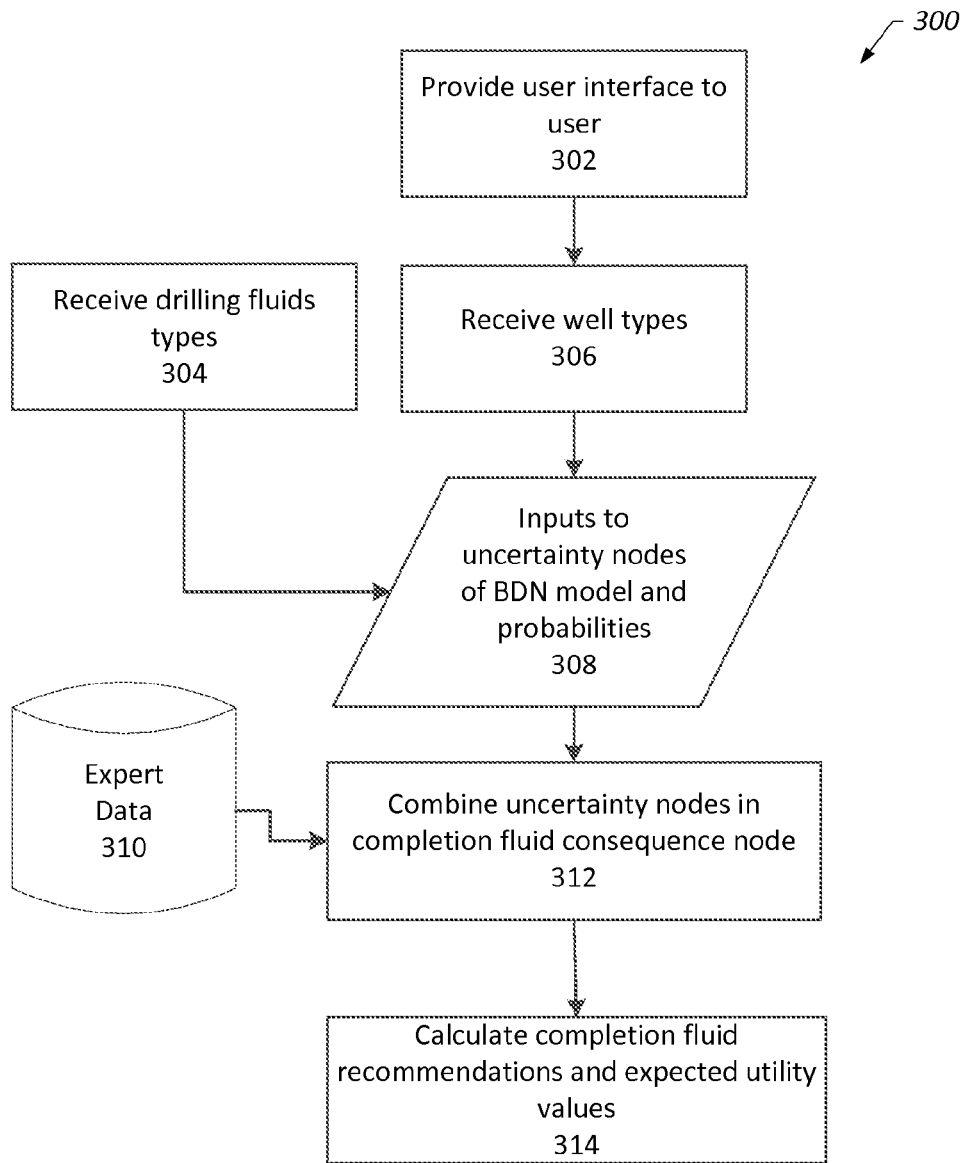 300
Provide user interface to
user
302
Receive drilling fluids
types
304
Receive well types
306
Inputs to
uncertainty nodes
of BDN model and
probabilities
308
Expert
Data
310
Combine uncertainty nodes in
completion fluid consequence node
312
Calculate completion fluid
recommendations and expected utility
values
314